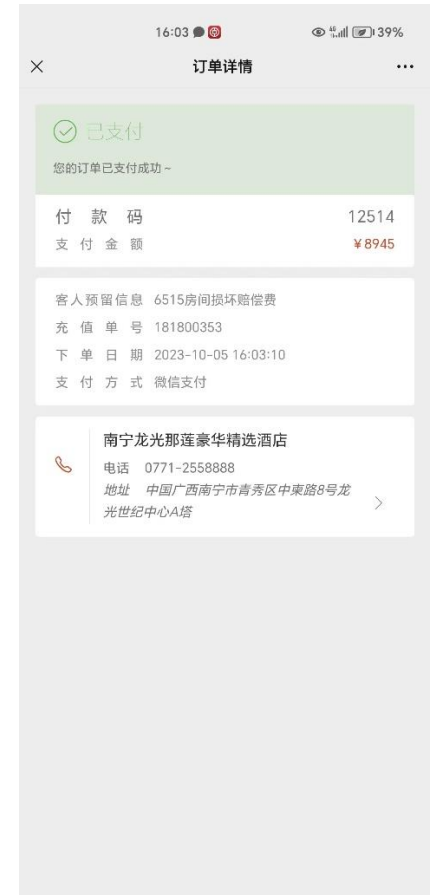 16:03 39%
订单详情
已支付
您的订单已支付成功~
付款码 12514
支付金额 ¥8945
客人预留信息 6515房间损坏赔偿费
充值单号 181800353
下单日期 2023-10-05 16:03:10
支付方式 微信支付
南宁龙光那莲豪华精选酒店
电话 0771-2558888
地址 中国广西南宁市青秀区中柬路8号龙
光世纪中心A塔